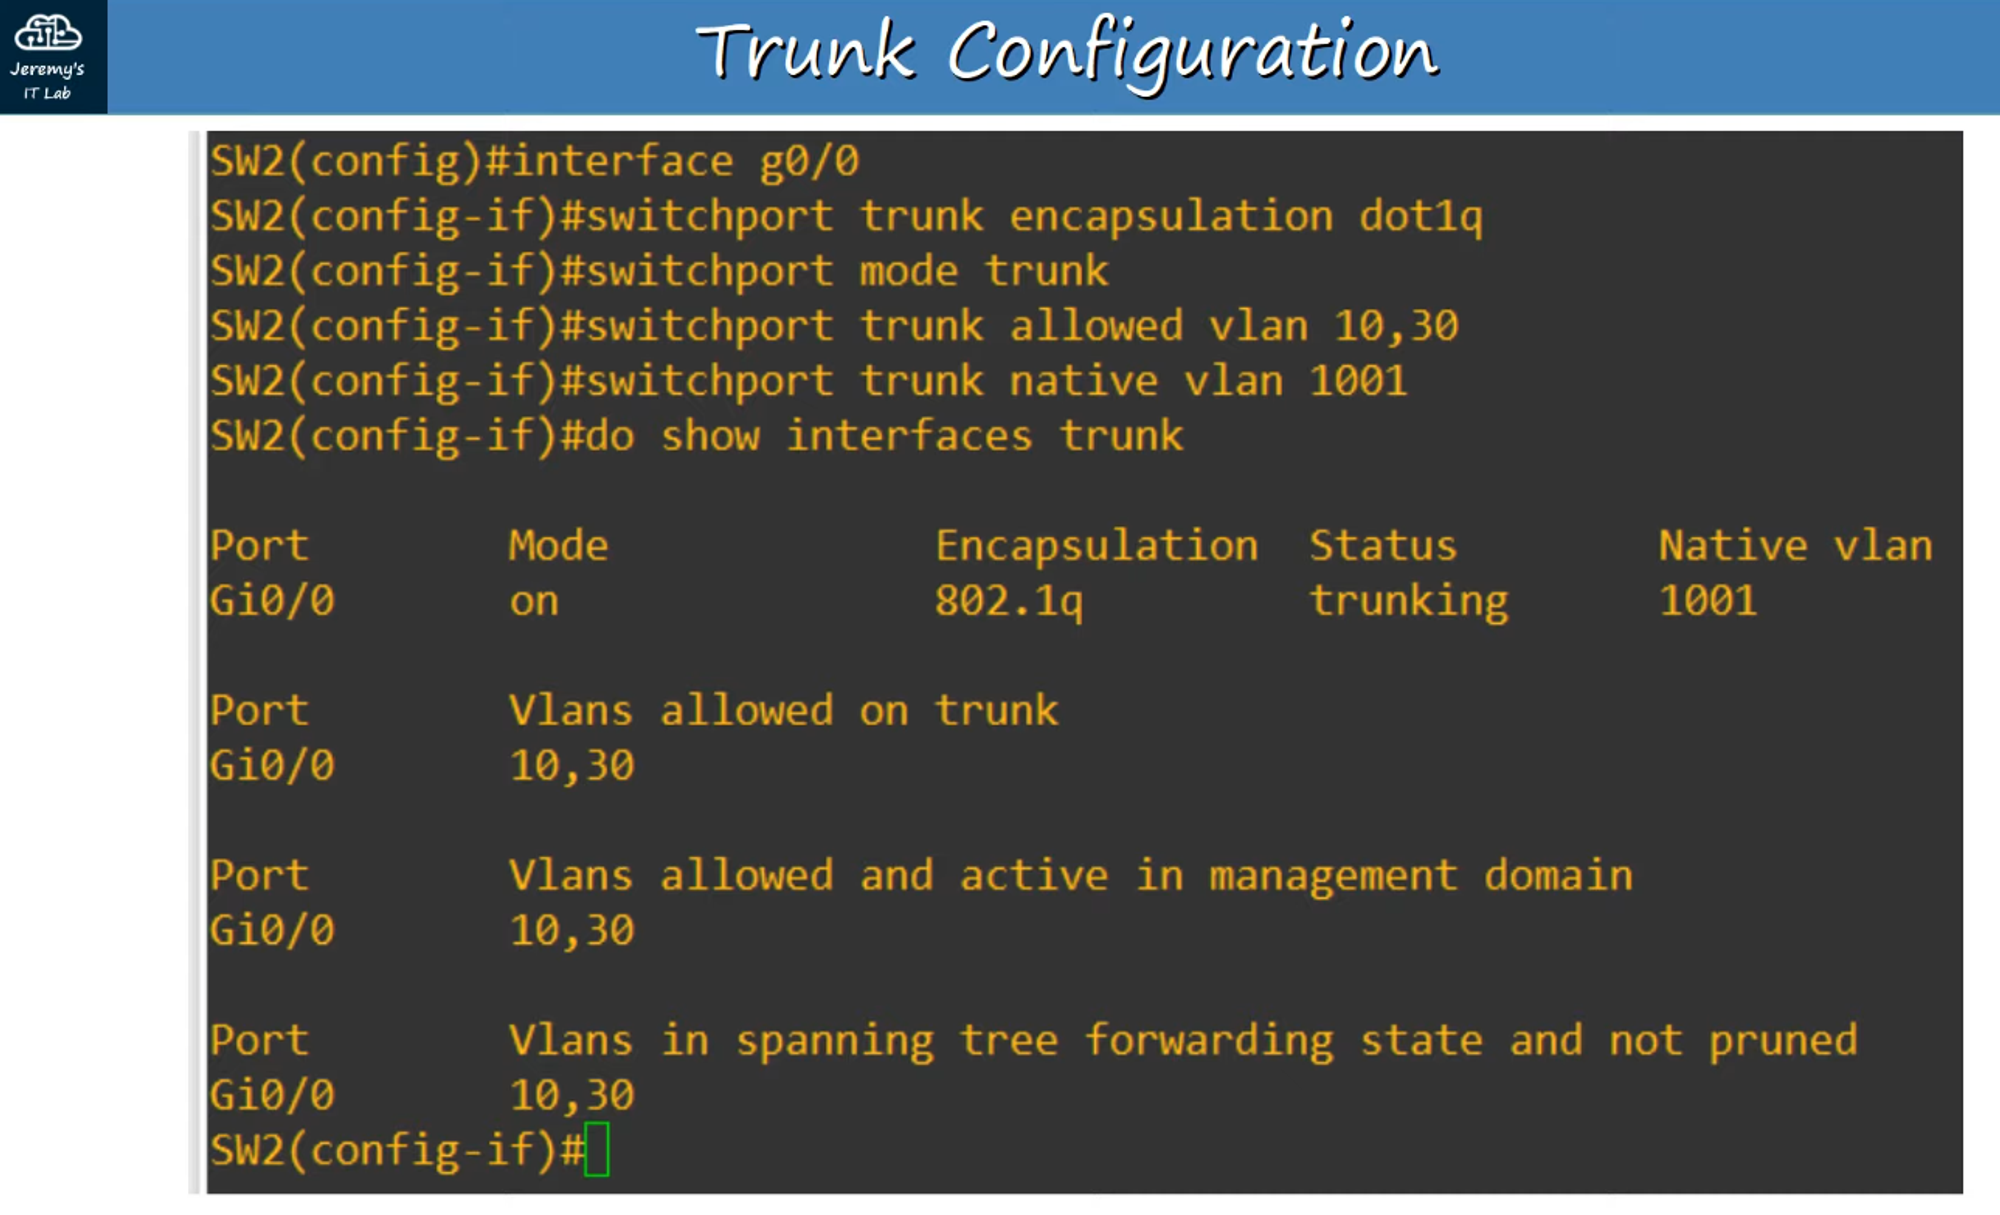 Jeremy's
IT Lab
Trunk Configuration
SW2(config)#interface g0/0
SW2(config-if)#switchport trunk encapsulation dot1q
SW2(config-if)#switchport mode trunk
SW2(config-if)#switchport trunk allowed vlan 10,30
SW2(config-if)#switchport trunk native vlan 1001
SW2(config-if)#do show interfaces trunk
Port Mode Encapsulation Status Native vlan
Gi0/0 on 802.1q trunking 1001
Port Vlans allowed on trunk
Gi0/0 10,30
Port Vlans allowed and active in management domain
Gi0/0 10,30
Port Vlans in spanning tree forwarding state and not pruned
Gi0/0 10,30
SW2(config-if)#